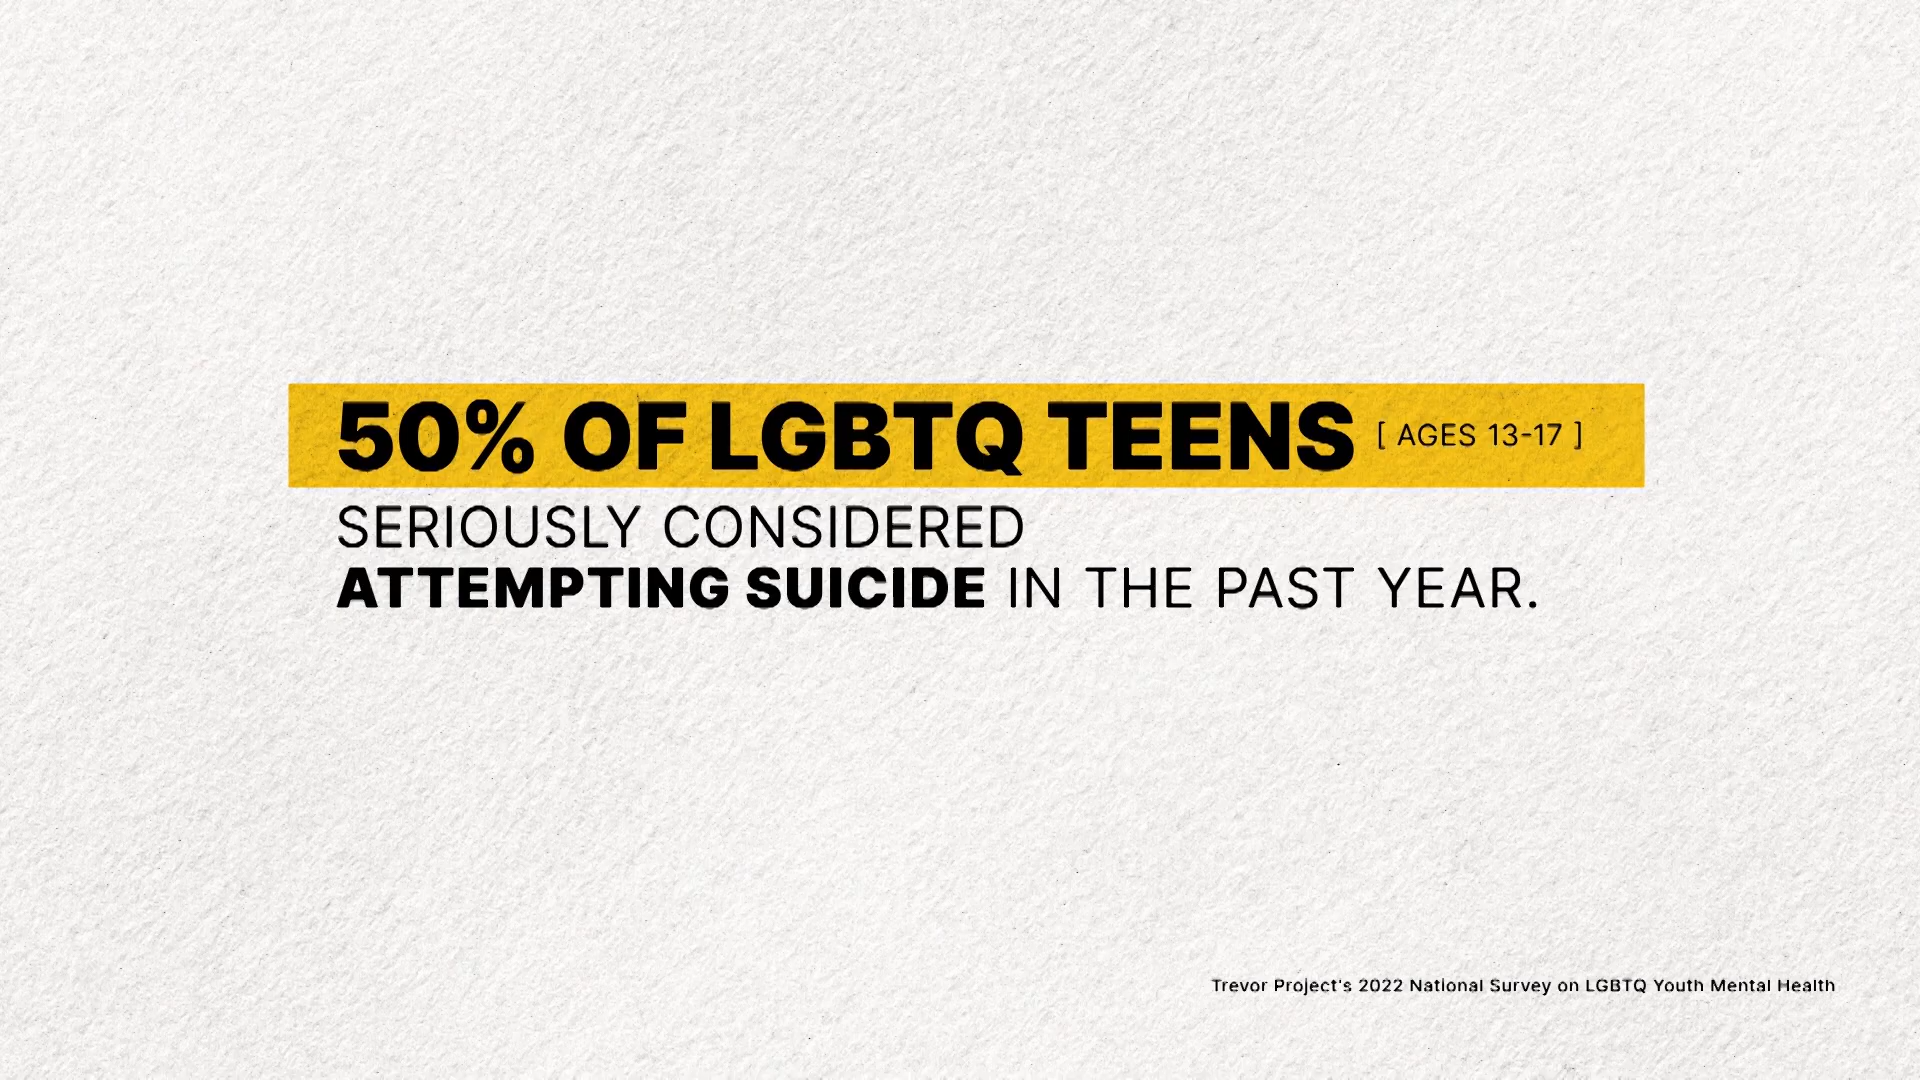 50% OF LGBTQ TEENS [ AGES 13-17 ]
SERIOUSLY CONSIDERED
ATTEMPTING SUICIDE IN THE PAST YEAR.
Trevor Project's 2022 National Survey on LGBTQ Youth Mental Health